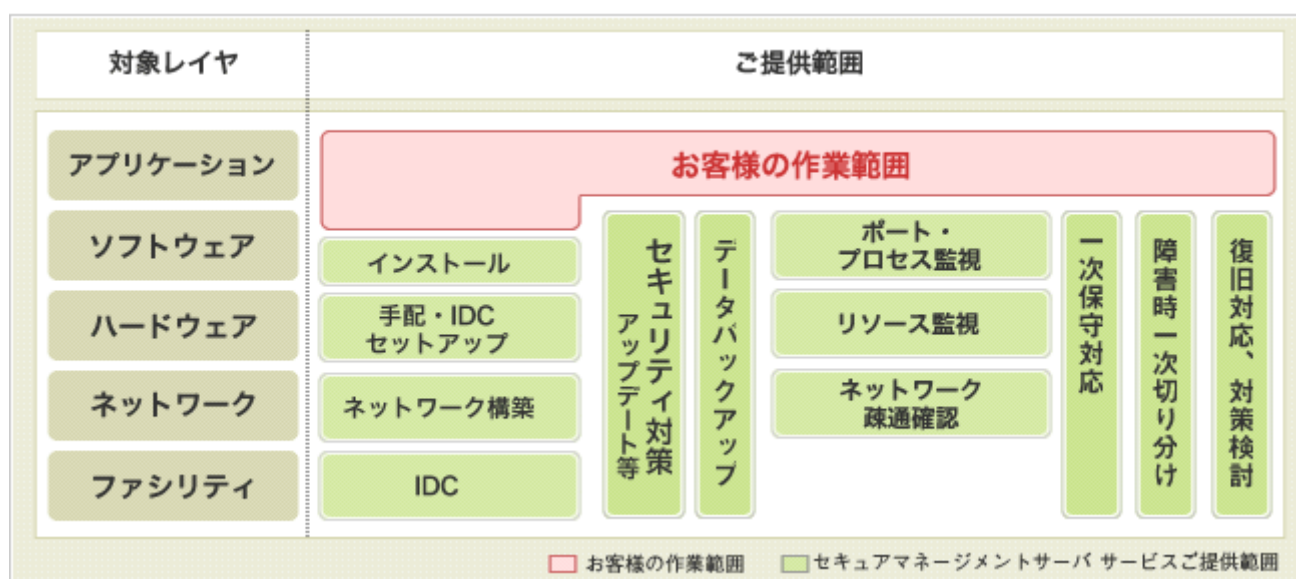 対象レイヤ
ご提供範囲
アプリケーション
お客様の作業範囲
ソフトウェア
インストール
ハードウェア
手配・IDC
セットアップ
ネットワーク
ネットワーク構築
ファシリティ
IDC
セキュリティ対策
アップデート等
データバックアップ
ポート・
プロセス監視
リソース監視
ネットワーク
疎通確認
一次保守対応
障害時一次切り分け
復旧対応、対策検討
お客様の作業範囲
セキュアマネージメントサーバ サービスご提供範囲